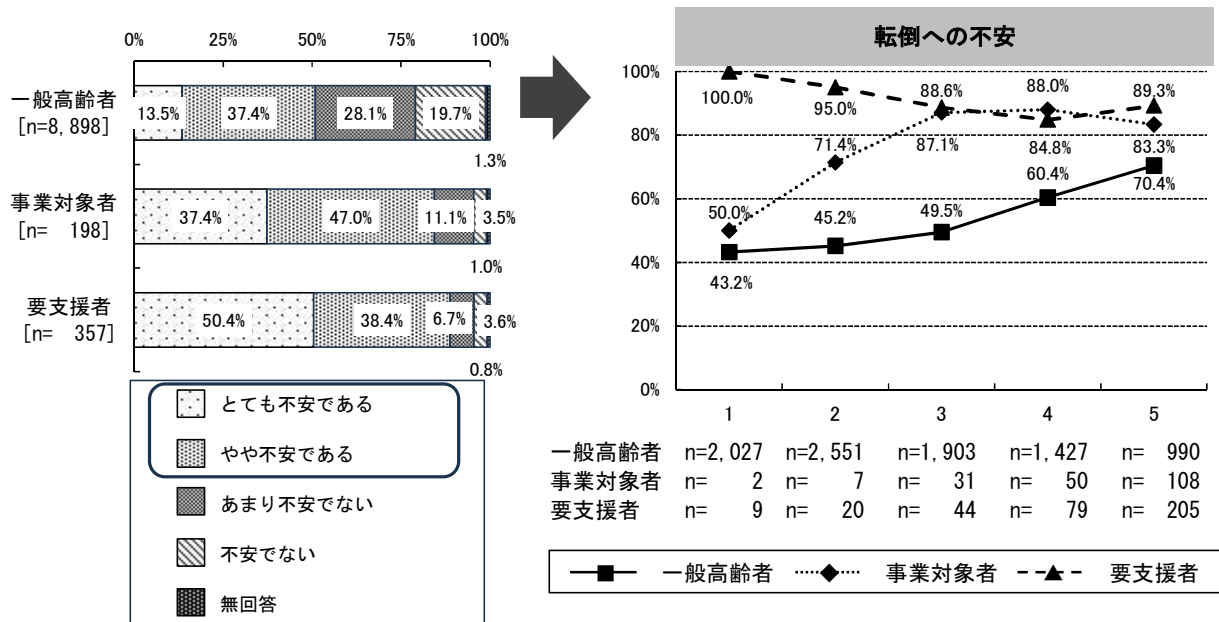 0% 25% 50% 75% 100%
一般高齢者
[n=8,898]
13.5% 37.4% 28.1% 19.7%
1.3%
事業対象者
[n= 198]
37.4% 47.0% 11.1% 3.5%
1.0%
要支援者
[n= 357]
50.4% 38.4% 6.7% 3.6%
0.8%
とても不安である
やや不安である
あまり不安でない
不安でない
無回答
転倒への不安
100%
80%
60%
40%
20%
0%
100.0% 95.0% 88.6% 84.8% 89.3%
50.0% 71.4% 87.1% 88.0% 83.3%
43.2% 45.2% 49.5% 60.4% 70.4%
1 2 3 4 5
一般高齢者 n=2,027 n=2,551 n=1,903 n=1,427 n= 990
事業対象者 n= 2 n= 7 n= 31 n= 50 n= 108
要支援者 n= 9 n= 20 n= 44 n= 79 n= 205
一般高齢者 事業対象者 要支援者